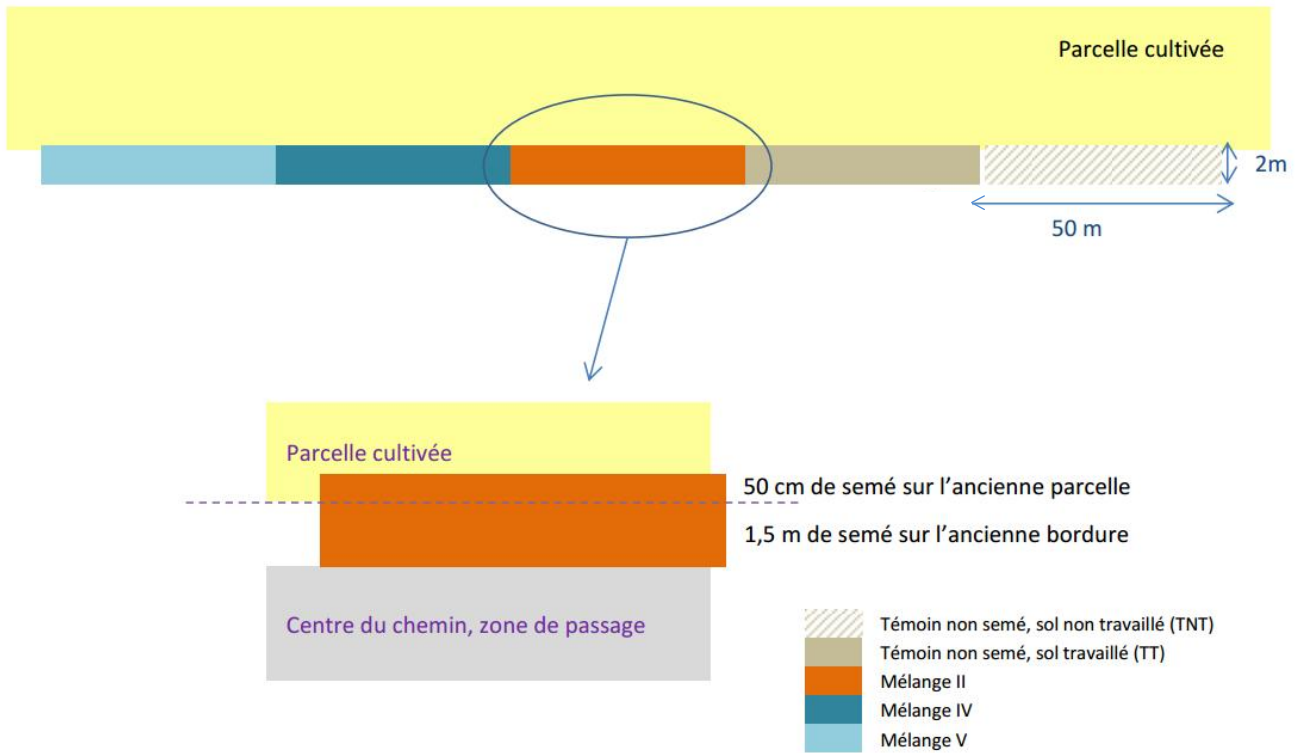 Parcelle cultivée
2m
50 m
Parcelle cultivée
50 cm de semé sur l’ancienne parcelle
1,5 m de semé sur l’ancienne bordure
Centre du chemin, zone de passage
Témoin non semé, sol non travaillé (TNT)
Témoin non semé, sol travaillé (TT)
Mélange II
Mélange IV
Mélange V